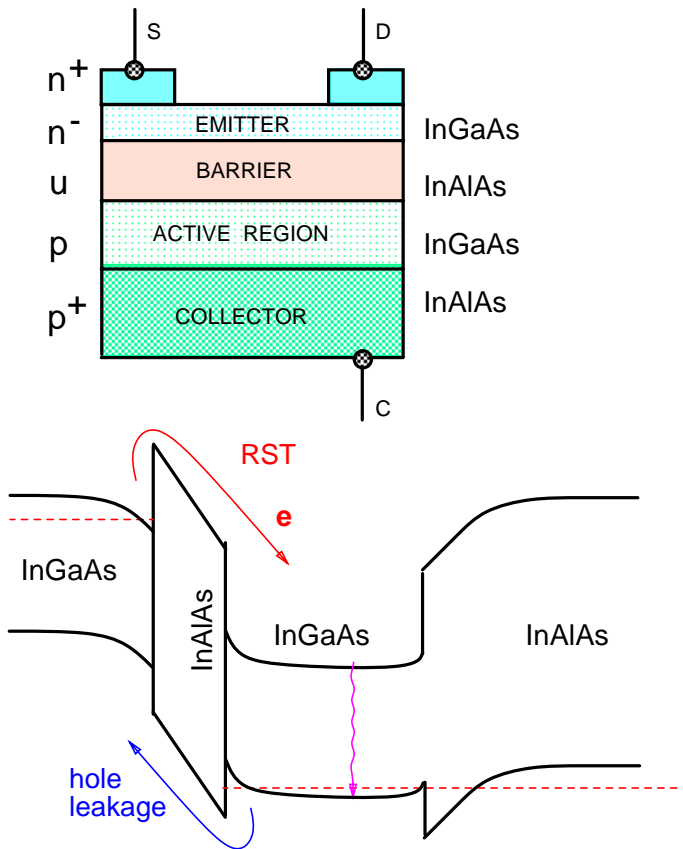 S
D
n+
n-
EMITTER
InGaAs
u
BARRIER
InAlAs
p
ACTIVE REGION
InGaAs
p+
COLLECTOR
InAlAs
C
RST
e
InGaAs
InAlAs
InGaAs
InAlAs
hole
leakage